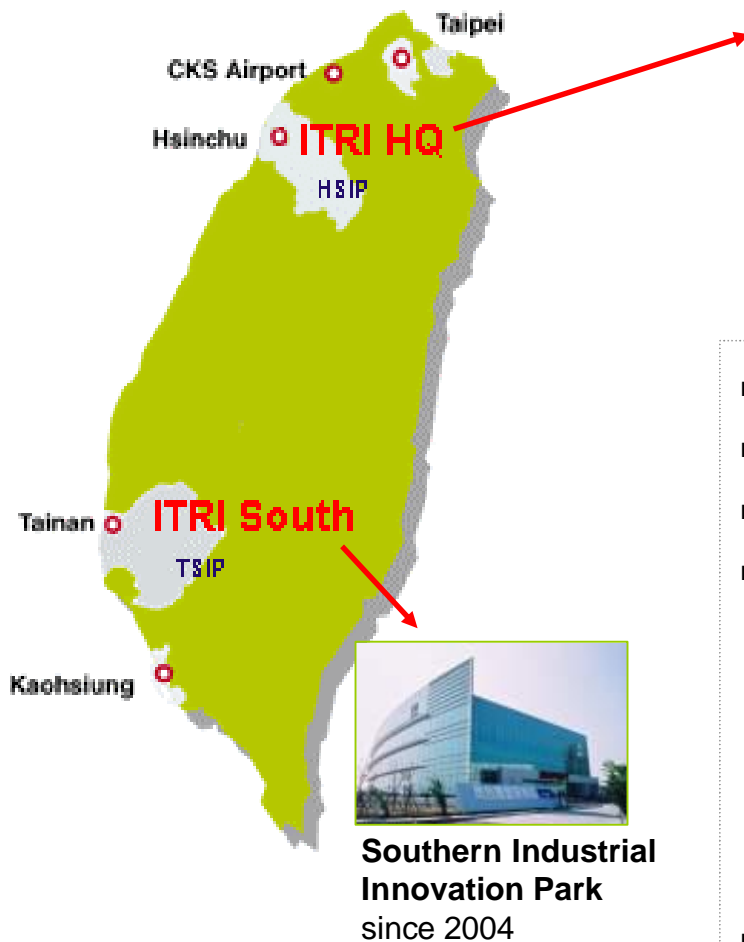 Taipei
CKS Airport
Hsinchu
ITRI HQ
HSIP
Tainan
ITRI South
TSIP
Kaohsiung
Southern Industrial
Innovation Park
since 2004